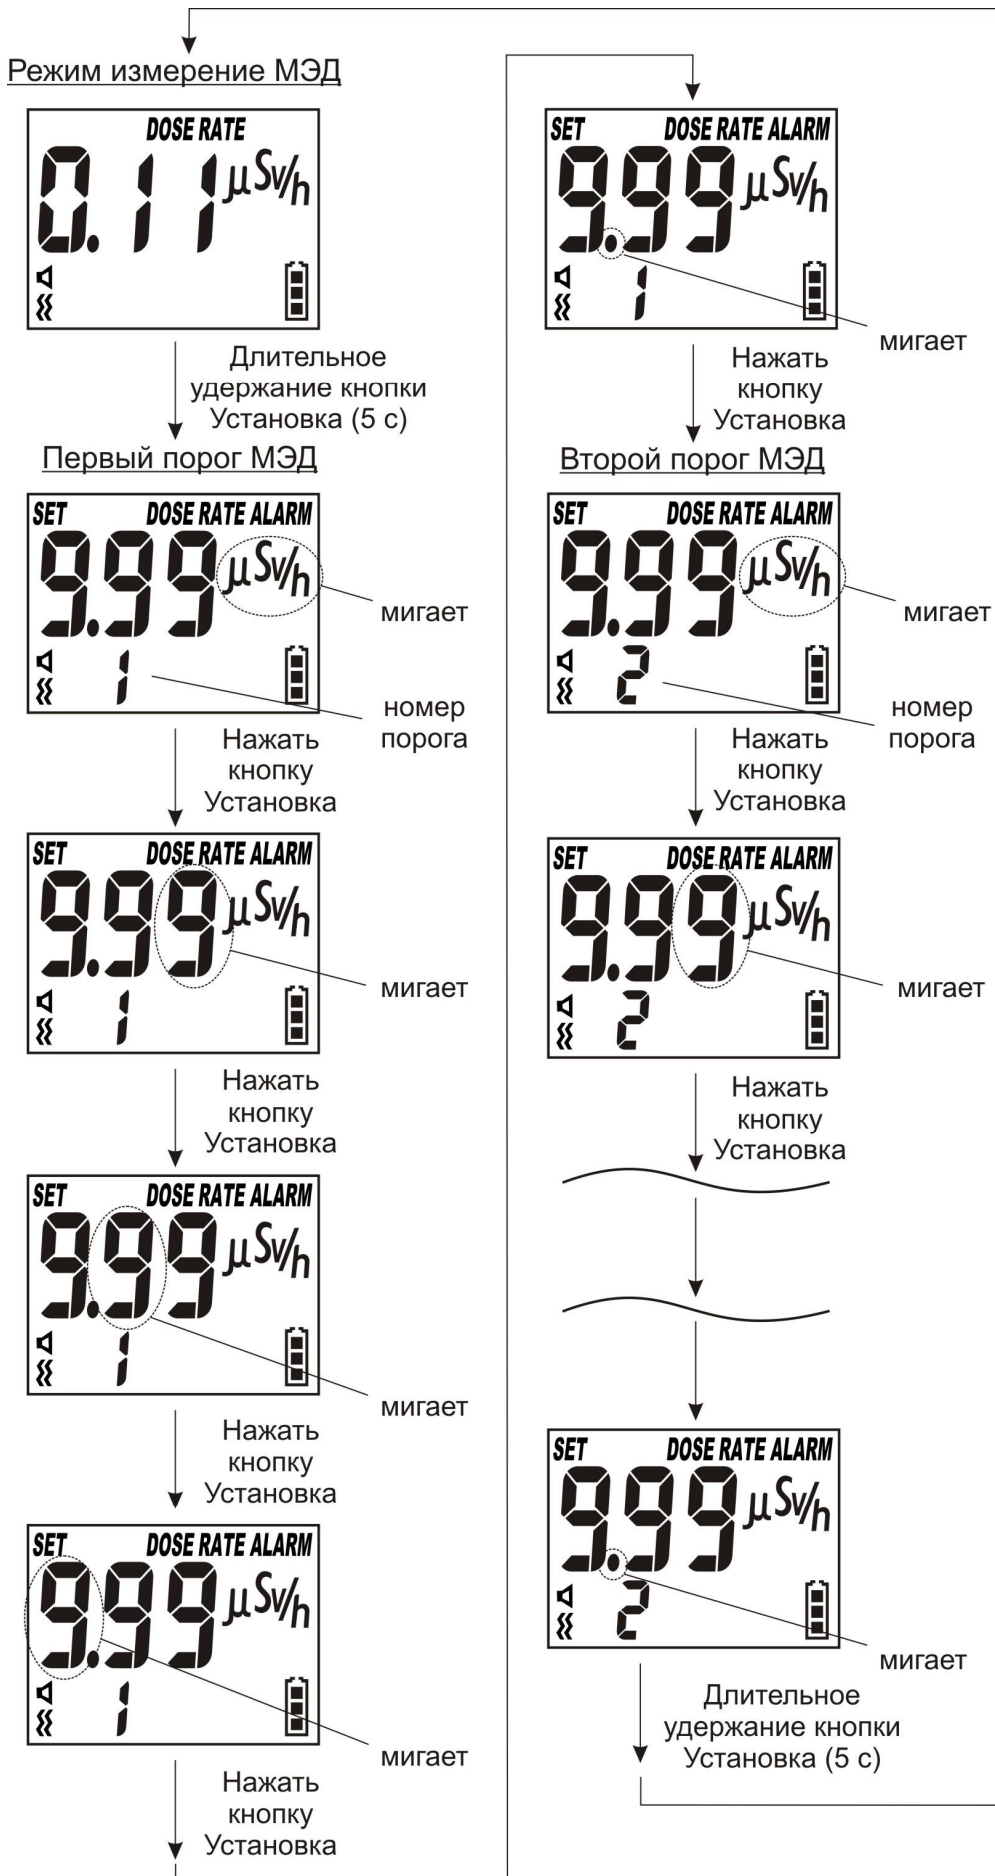 Режим измерение МЭД
DOSE RATE
0.11 μSv/h
Длительное
удержание кнопки
Установка (5 с)
Первый порог МЭД
SET DOSE RATE ALARM
9.99 μSv/h
мигает
1
номер
порога
Нажать
кнопку
Установка
SET DOSE RATE ALARM
9.99 μSv/h
мигает
1
Нажать
кнопку
Установка
SET DOSE RATE ALARM
9.99 μSv/h
1
мигает
Нажать
кнопку
Установка
SET DOSE RATE ALARM
9.99 μSv/h
1
мигает
Нажать
кнопку
Установка
SET DOSE RATE ALARM
9.99 μSv/h
1
мигает
Нажать
кнопку
Установка
Второй порог МЭД
SET DOSE RATE ALARM
9.99 μSv/h
мигает
2
номер
порога
Нажать
кнопку
Установка
SET DOSE RATE ALARM
9.99 μSv/h
мигает
2
Нажать
кнопку
Установка
SET DOSE RATE ALARM
9.99 μSv/h
2
мигает
Длительное
удержание кнопки
Установка (5 с)